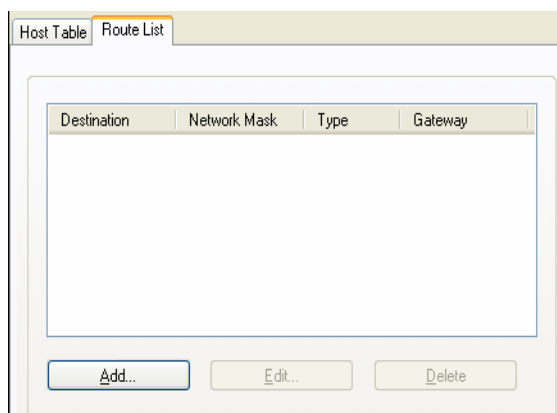 Host Table Route List
Destination Network Mask Type Gateway
Add... Edit... Delete